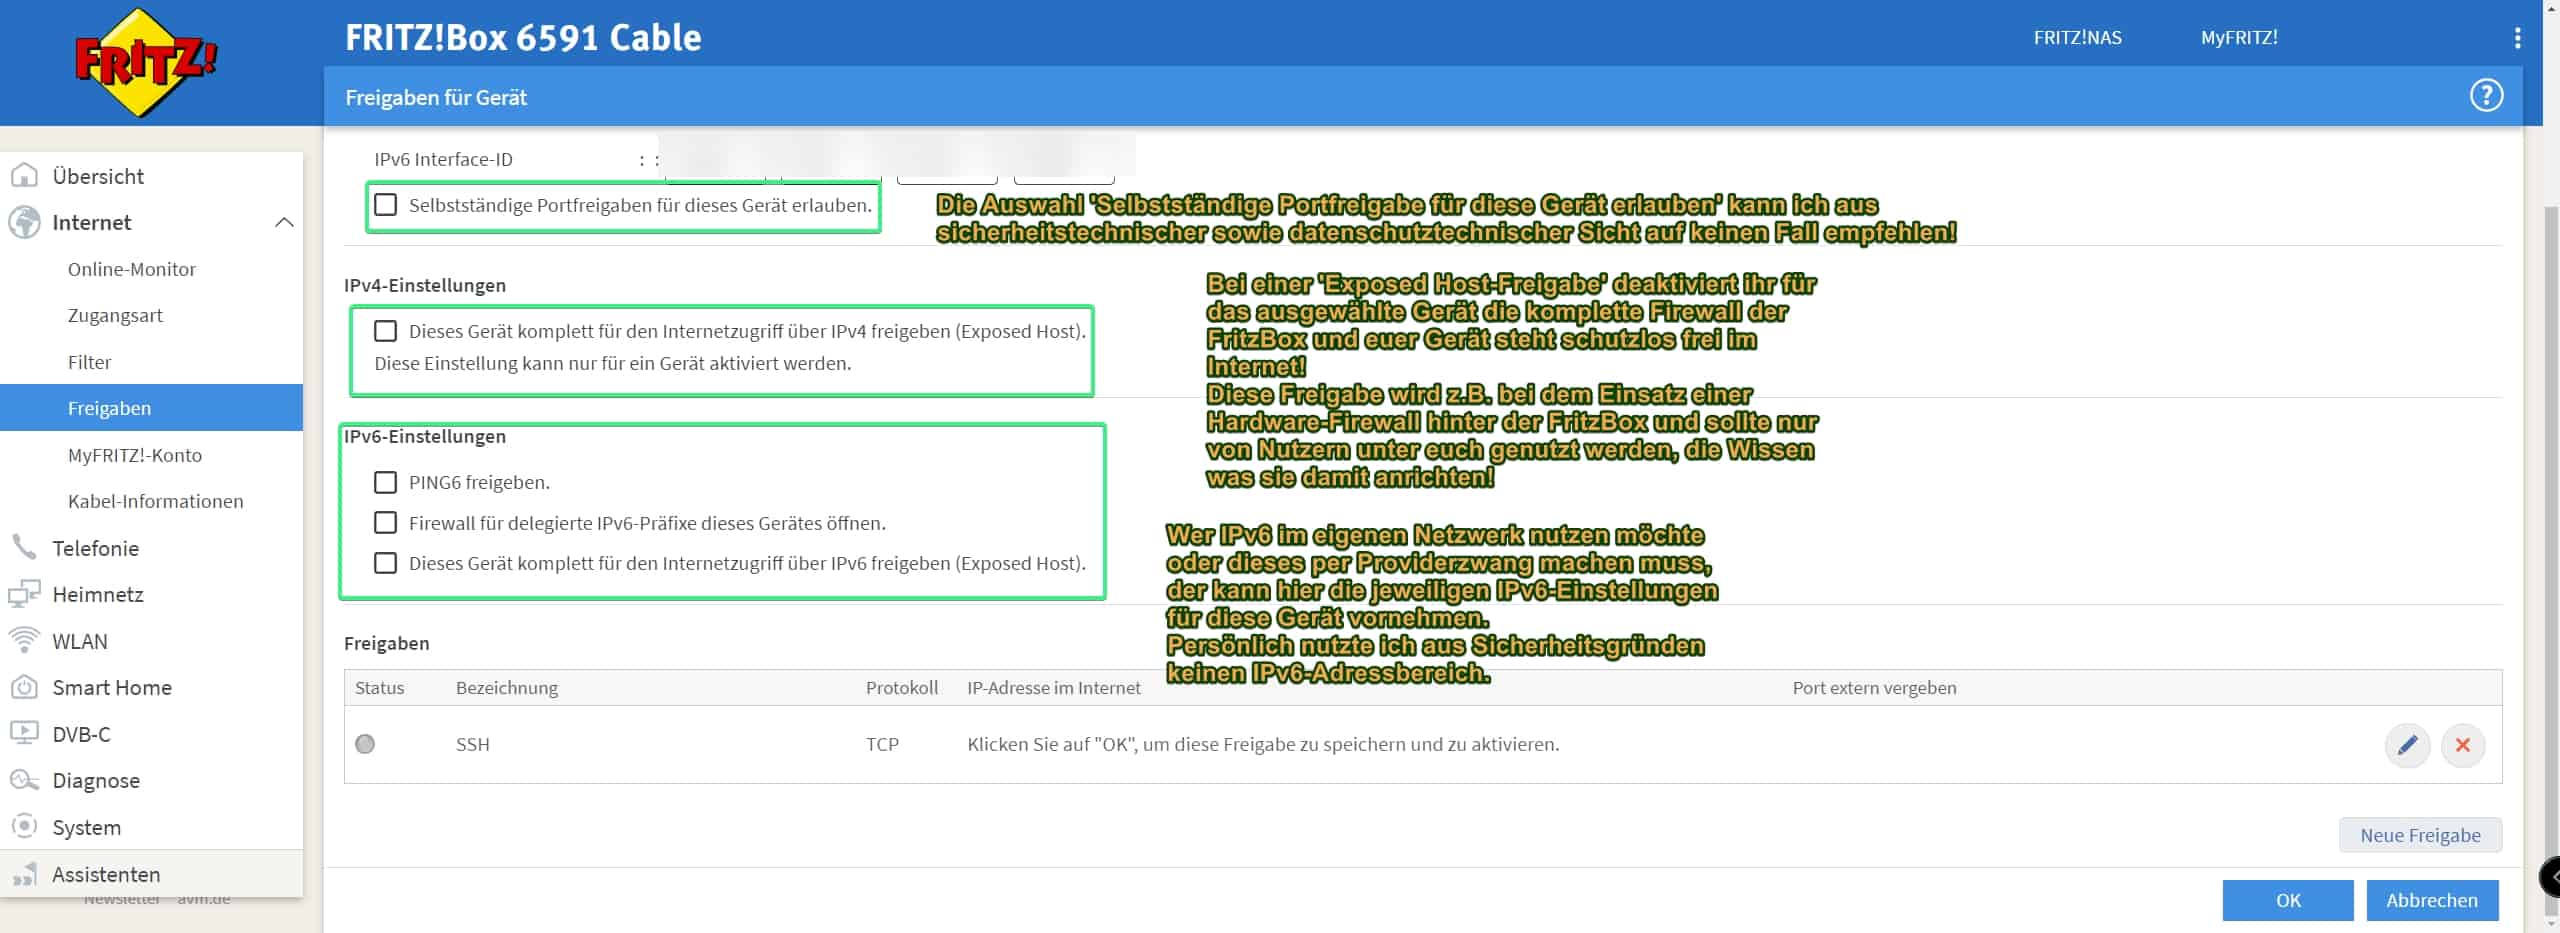 FRITZ!
FRITZ!Box 6591 Cable
FRITZ!NAS
MyFRITZ!
Freigaben für Gerät
?
Übersicht
Internet
Online-Monitor
Zugangsart
Filter
Freigaben
MyFRITZ!-Konto
Kabel-Informationen
Telefonie
Heimnetz
WLAN
Smart Home
DVB-C
Diagnose
System
Assistenten
Newsletter avm.de
IPv6 Interface-ID : :
Selbstständige Portfreigaben für dieses Gerät erlauben.
Die Auswahl 'Selbstständige Portfreigabe für diese Gerät erlauben' kann ich aus
sicherheitstechnischer sowie datenschutztechnischer Sicht auf keinen Fall empfehlen!
IPv4-Einstellungen
Dieses Gerät komplett für den Internetzugriff über IPv4 freigeben (Exposed Host).
Diese Einstellung kann nur für ein Gerät aktiviert werden.
Bei einer 'Exposed Host-Freigabe' deaktiviert ihr für
das ausgewählte Gerät die komplette Firewall der
FritzBox und euer Gerät steht schutzlos frei im
Internet!
Diese Freigabe wird z.B. bei dem Einsatz einer
Hardware-Firewall hinter der FritzBox und sollte nur
von Nutzern unter euch genutzt werden, die Wissen
was sie damit anrichten!
IPv6-Einstellungen
PING6 freigeben.
Firewall für delegierte IPv6-Präfixe dieses Gerätes öffnen.
Dieses Gerät komplett für den Internetzugriff über IPv6 freigeben (Exposed Host).
Wer IPv6 im eigenen Netzwerk nutzen möchte
oder dieses per Providerzwang machen muss,
der kann hier die jeweiligen IPv6-Einstellungen
für diese Gerät vornehmen.
Persönlich nutzte ich aus Sicherheitsgründen
keinen IPv6-Adressbereich.
Freigaben
Status Bezeichnung Protokoll IP-Adresse im Internet Port extern vergeben
SSH TCP Klicken Sie auf "OK", um diese Freigabe zu speichern und zu aktivieren.
Neue Freigabe
OK Abbrechen